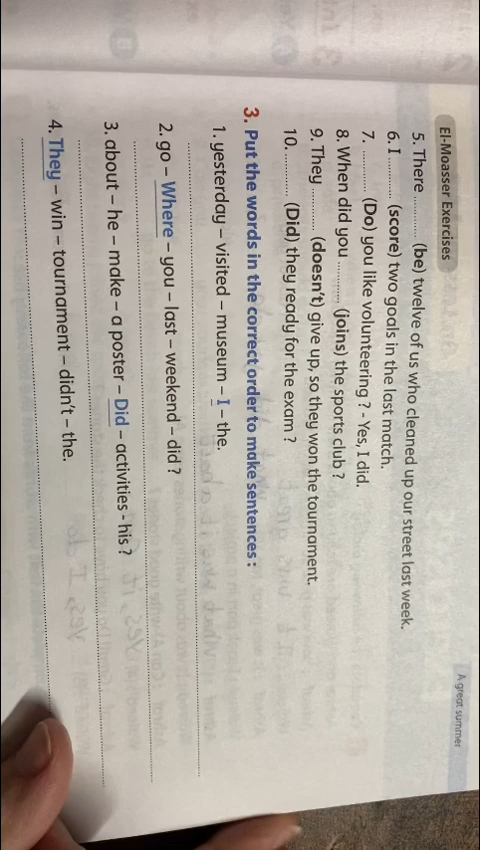 El-Moasser Exercises
A great summer
5. There .......... (be) twelve of us who cleaned up our street last week.
6. I .......... (score) two goals in the last match.
7. .......... (Do) you like volunteering ? - Yes, I did.
8. When did you .......... (joins) the sports club ?
9. They .......... (doesn't) give up, so they won the tournament.
10. .......... (Did) they ready for the exam ?
3. Put the words in the correct order to make sentences :
1. yesterday – visited – museum – I – the.
2. go – Where – you – last – weekend – did ?
3. about – he – make – a poster – Did – activities - his ?
4. They – win – tournament – didn't – the.